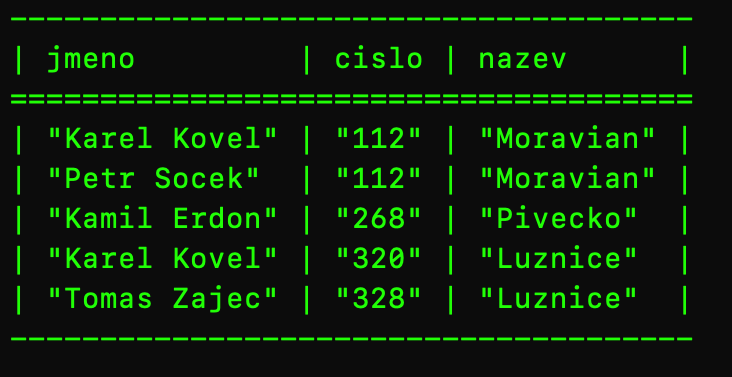 --------------------------------------
| jmeno         | cislo | nazev      |
======================================
| "Karel Kovel" | "112" | "Moravian" |
| "Petr Socek"  | "112" | "Moravian" |
| "Kamil Erdon" | "268" | "Pivecko"  |
| "Karel Kovel" | "320" | "Luznice"  |
| "Tomas Zajec" | "328" | "Luznice"  |
--------------------------------------